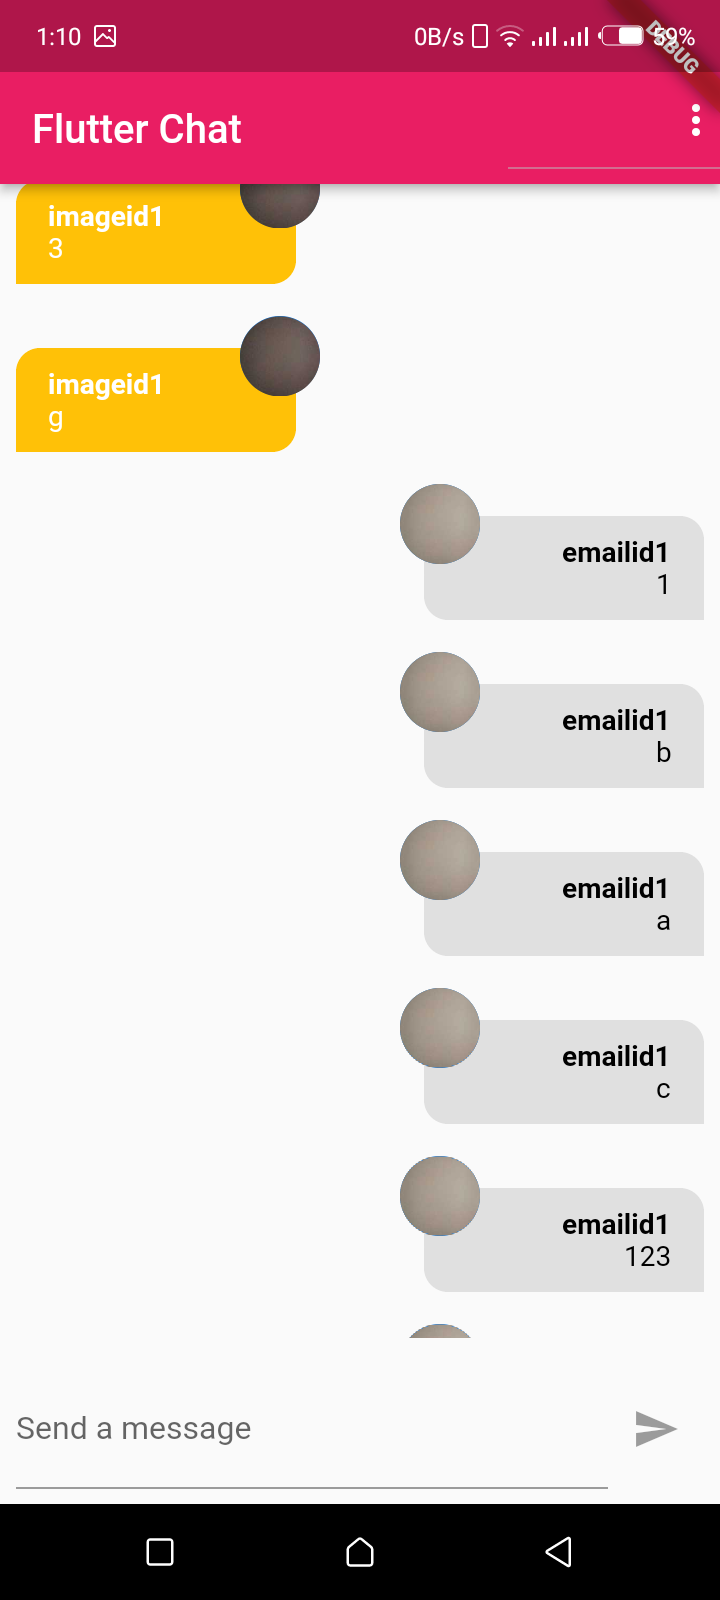 1:10 0B/s 59%
DEBUG
Flutter Chat
imageid1
3
imageid1
g
emailid1
1
emailid1
b
emailid1
a
emailid1
c
emailid1
123
Send a message